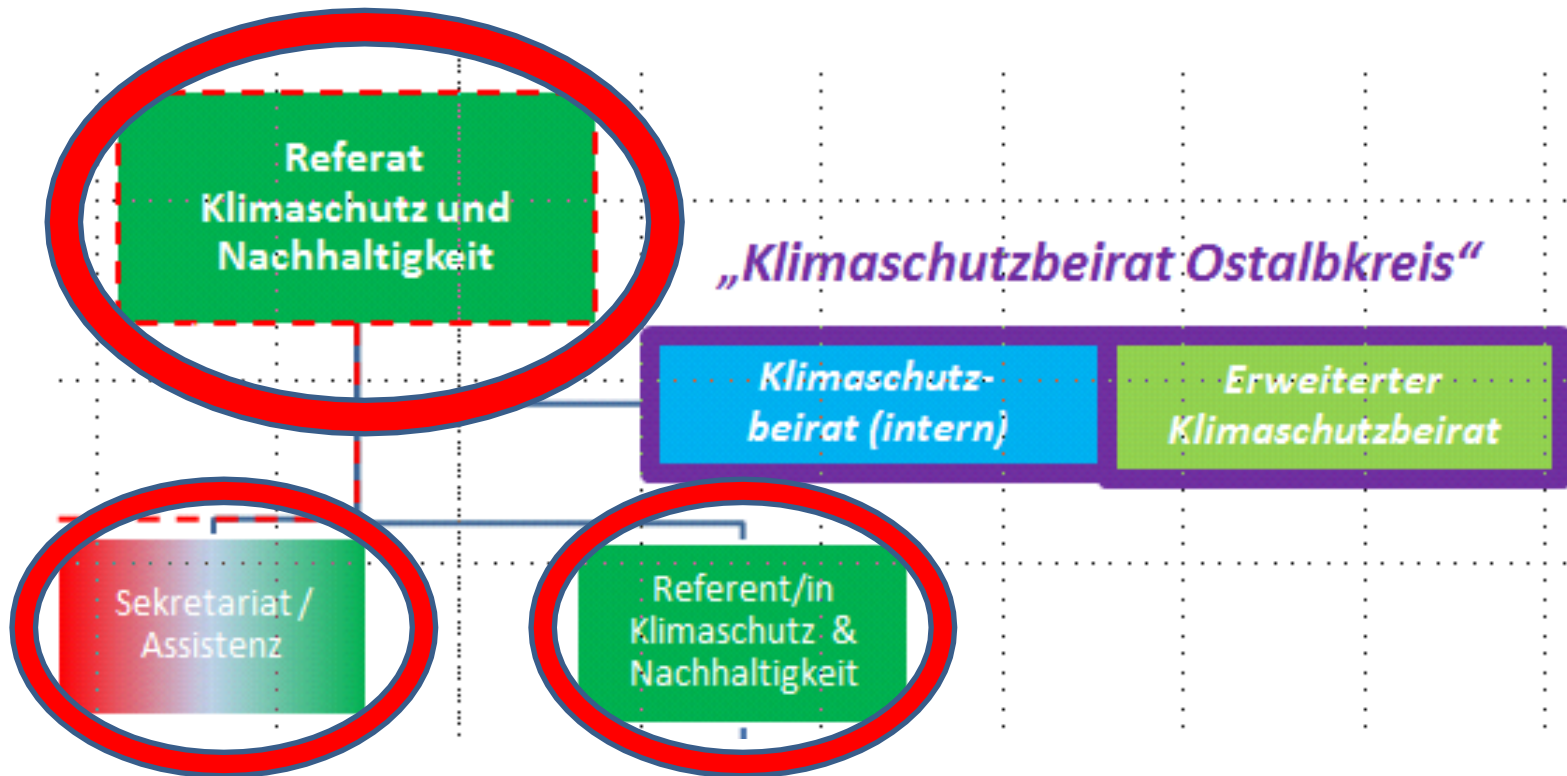 Referat
Klimaschutz und
Nachhaltigkeit
„Klimaschutzbeirat Ostalbkreis“
Klimaschutz-
beirat (intern)
Erweiterter
Klimaschutzbeirat
Sekretariat /
Assistenz
Referent/in
Klimaschutz &
Nachhaltigkeit